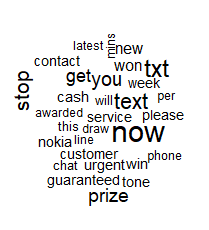 latest mins new
contact won txt
stop get you week
cash will text per
awarded service please
this draw now
nokia line
customer phone
chat urgent win
guaranteed tone
prize